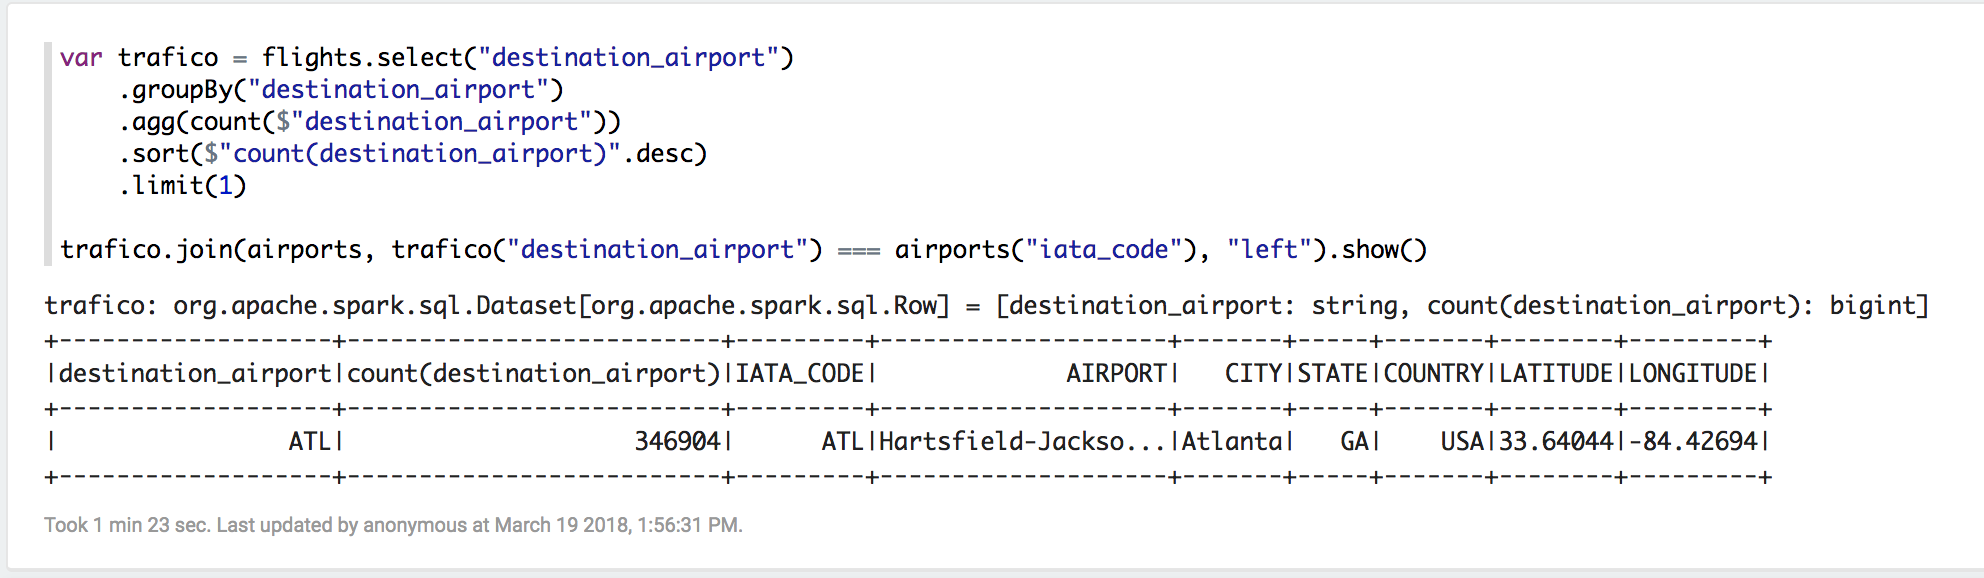 var trafico = flights.select("destination_airport")
    .groupBy("destination_airport")
    .agg(count($"destination_airport"))
    .sort($"count(destination_airport)".desc)
    .limit(1)

trafico.join(airports, trafico("destination_airport") === airports("iata_code"), "left").show()
trafico: org.apache.spark.sql.Dataset[org.apache.spark.sql.Row] = [destination_airport: string, count(destination_airport): bigint]
+-------------------+--------------------------+---------+--------------------+-------+-----+-------+--------+---------+
|destination_airport|count(destination_airport)|IATA_CODE|             AIRPORT|   CITY|STATE|COUNTRY|LATITUDE|LONGITUDE|
+-------------------+--------------------------+---------+--------------------+-------+-----+-------+--------+---------+
|                ATL|                    346904|      ATL|Hartsfield-Jackso...|Atlanta|   GA|    USA|33.64044|-84.42694|
+-------------------+--------------------------+---------+--------------------+-------+-----+-------+--------+---------+
Took 1 min 23 sec. Last updated by anonymous at March 19 2018, 1:56:31 PM.